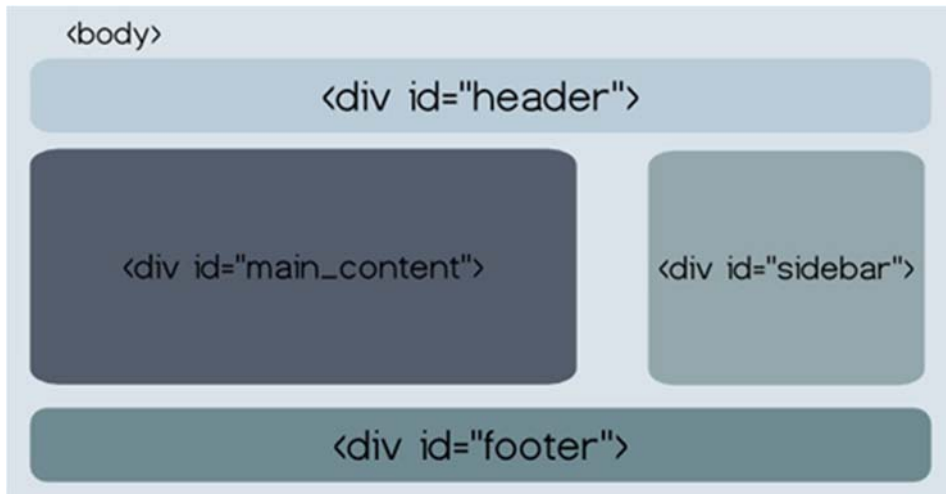 <body>
<div id="header">
<div id="main_content">
<div id="sidebar">
<div id="footer">